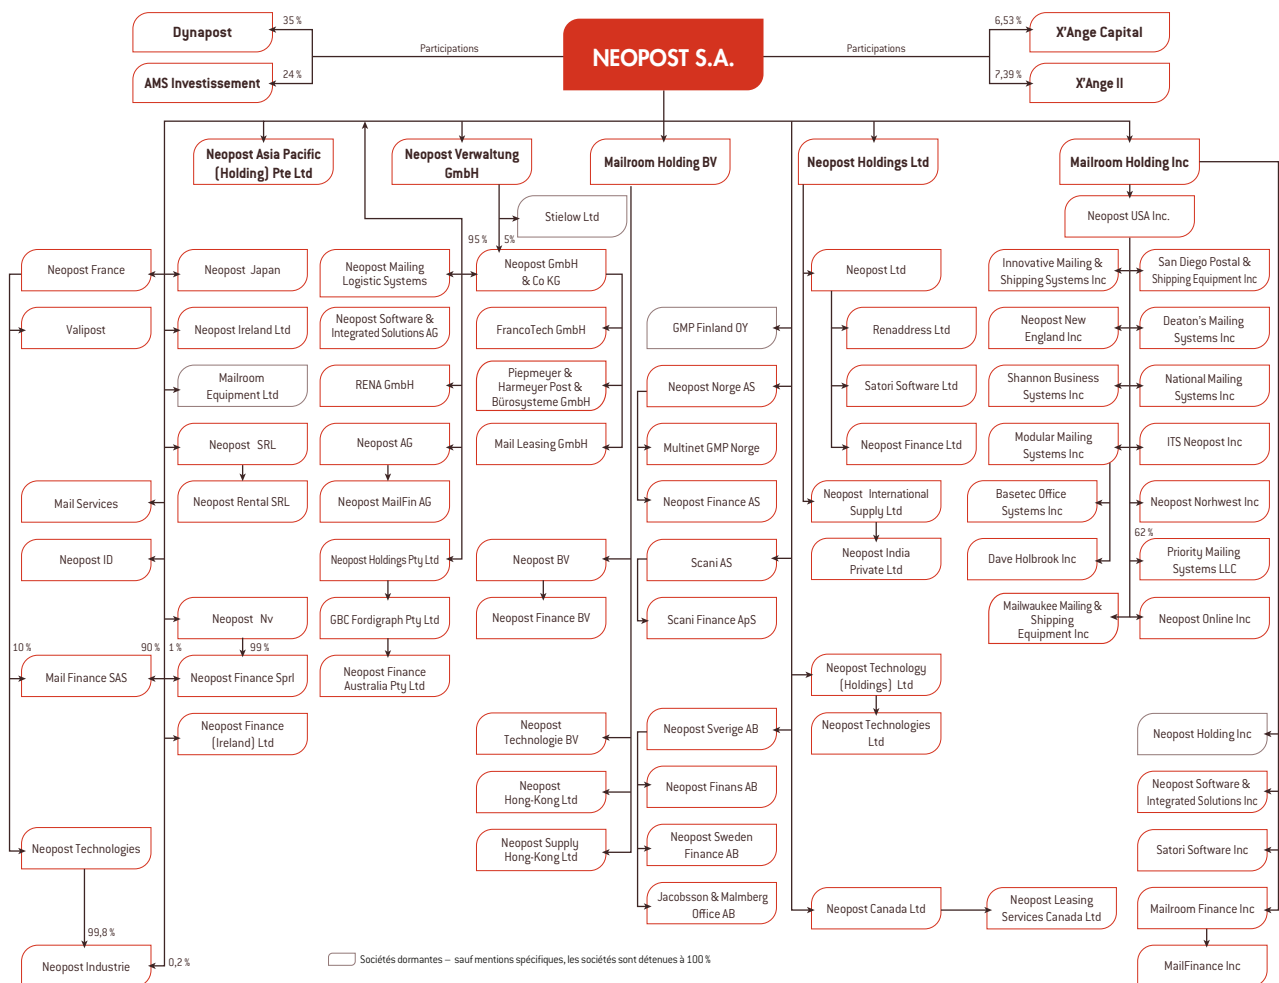 Dynapost
35 %
AMS Investissement
24 %
Participations
NEOPOST S.A.
Participations
6,53 %
X'Ange Capital
7,39 %
X'Ange II
Neopost Asia Pacific
(Holding) Pte Ltd
Neopost Verwaltung
GmbH
Mailroom Holding BV
Neopost Holdings Ltd
Mailroom Holding Inc
Stielow Ltd
Neopost USA Inc.
95 %
5%
Neopost France
Neopost Japan
Neopost Mailing
Logistic Systems
Neopost GmbH
& Co KG
Neopost Ltd
Innovative Mailing &
Shipping Systems Inc
San Diego Postal &
Shipping Equipment Inc
Valipost
Neopost Ireland Ltd
Neopost Software &
Integrated Solutions AG
FrancoTech GmbH
GMP Finland OY
Renaddress Ltd
Neopost New
England Inc
Deaton's Mailing
Systems Inc
Mailroom
Equipment Ltd
RENA GmbH
Piepmeyer &
Harmeyer Post &
Bürosysteme GmbH
Neopost Norge AS
Satori Software Ltd
Shannon Business
Systems Inc
National Mailing
Systems Inc
Neopost SRL
Neopost AG
Mail Leasing GmbH
Multinet GMP Norge
Neopost Finance Ltd
Modular Mailing
Systems Inc
ITS Neopost Inc
Mail Services
Neopost Rental SRL
Neopost MailFin AG
Neopost Finance AS
Neopost International
Supply Ltd
Basetec Office
Systems Inc
Neopost Norhwest Inc
62 %
Neopost ID
Neopost Holdings Pty Ltd
Neopost BV
Scani AS
Neopost India
Private Ltd
Dave Holbrook Inc
Priority Mailing
Systems LLC
Neopost Nv
GBC Fordigraph Pty Ltd
Neopost Finance BV
Scani Finance ApS
Mailwaukee Mailing &
Shipping
Equipment Inc
Neopost Online Inc
10 %
90 %
1 %
99 %
Mail Finance SAS
Neopost Finance Sprl
Neopost Finance
Australia Pty Ltd
Neopost Technology
(Holdings) Ltd
Neopost Finance
(Ireland) Ltd
Neopost
Technologie BV
Neopost Sverige AB
Neopost Technologies
Ltd
Neopost Holding Inc
Neopost
Hong-Kong Ltd
Neopost Finans AB
Neopost Software &
Integrated Solutions Inc
Neopost Technologies
Neopost Supply
Hong-Kong Ltd
Neopost Sweden
Finance AB
Satori Software Inc
Jacobsson & Malmberg
Office AB
Neopost Canada Ltd
Neopost Leasing
Services Canada Ltd
Mailroom Finance Inc
99,8 %
Neopost Industrie
0,2 %
Sociétés dormantes – sauf mentions spécifiques, les sociétés sont détenues à 100 %
MailFinance Inc